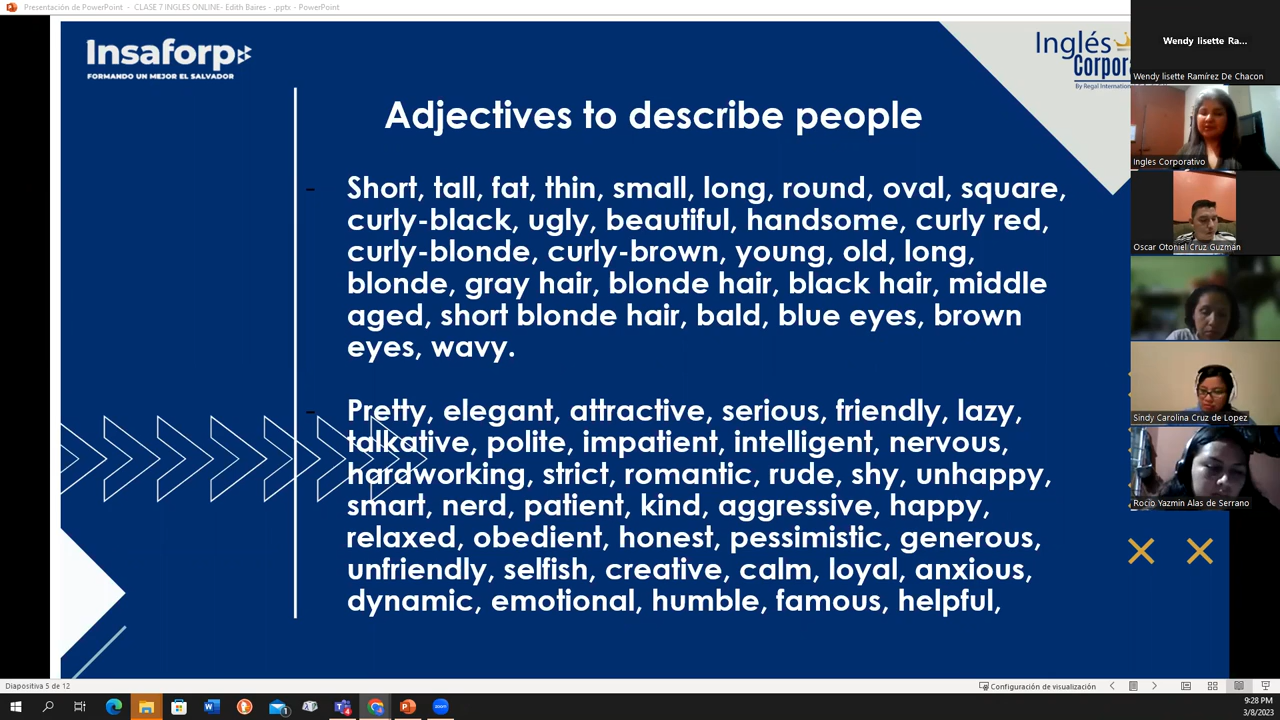 Presentación de PowerPoint - CLASE 7 INGLES ONLINE- Edith Baires - .pptx - PowerPoint
Insaforp
FORMANDO UN MEJOR EL SALVADOR
Inglés
Corpora
By Regal Internation
Adjectives to describe people
- Short, tall, fat, thin, small, long, round, oval, square,
curly-black, ugly, beautiful, handsome, curly red,
curly-blonde, curly-brown, young, old, long,
blonde, gray hair, blonde hair, black hair, middle
aged, short blonde hair, bald, blue eyes, brown
eyes, wavy.
- Pretty, elegant, attractive, serious, friendly, lazy,
talkative, polite, impatient, intelligent, nervous,
hardworking, strict, romantic, rude, shy, unhappy,
smart, nerd, patient, kind, aggressive, happy,
relaxed, obedient, honest, pessimistic, generous,
unfriendly, selfish, creative, calm, loyal, anxious,
dynamic, emotional, humble, famous, helpful,
Wendy lisette Ra...
Wendy lisette Ramírez De Chacon
Ingles Corporativo
Oscar Otoniel Cruz Guzmán
Sindy Carolina Cruz de Lopez
Rocio Yazmin Alas de Serrano
Diapositiva 5 de 12
Configuración de visualización
9:28 PM
3/8/2023